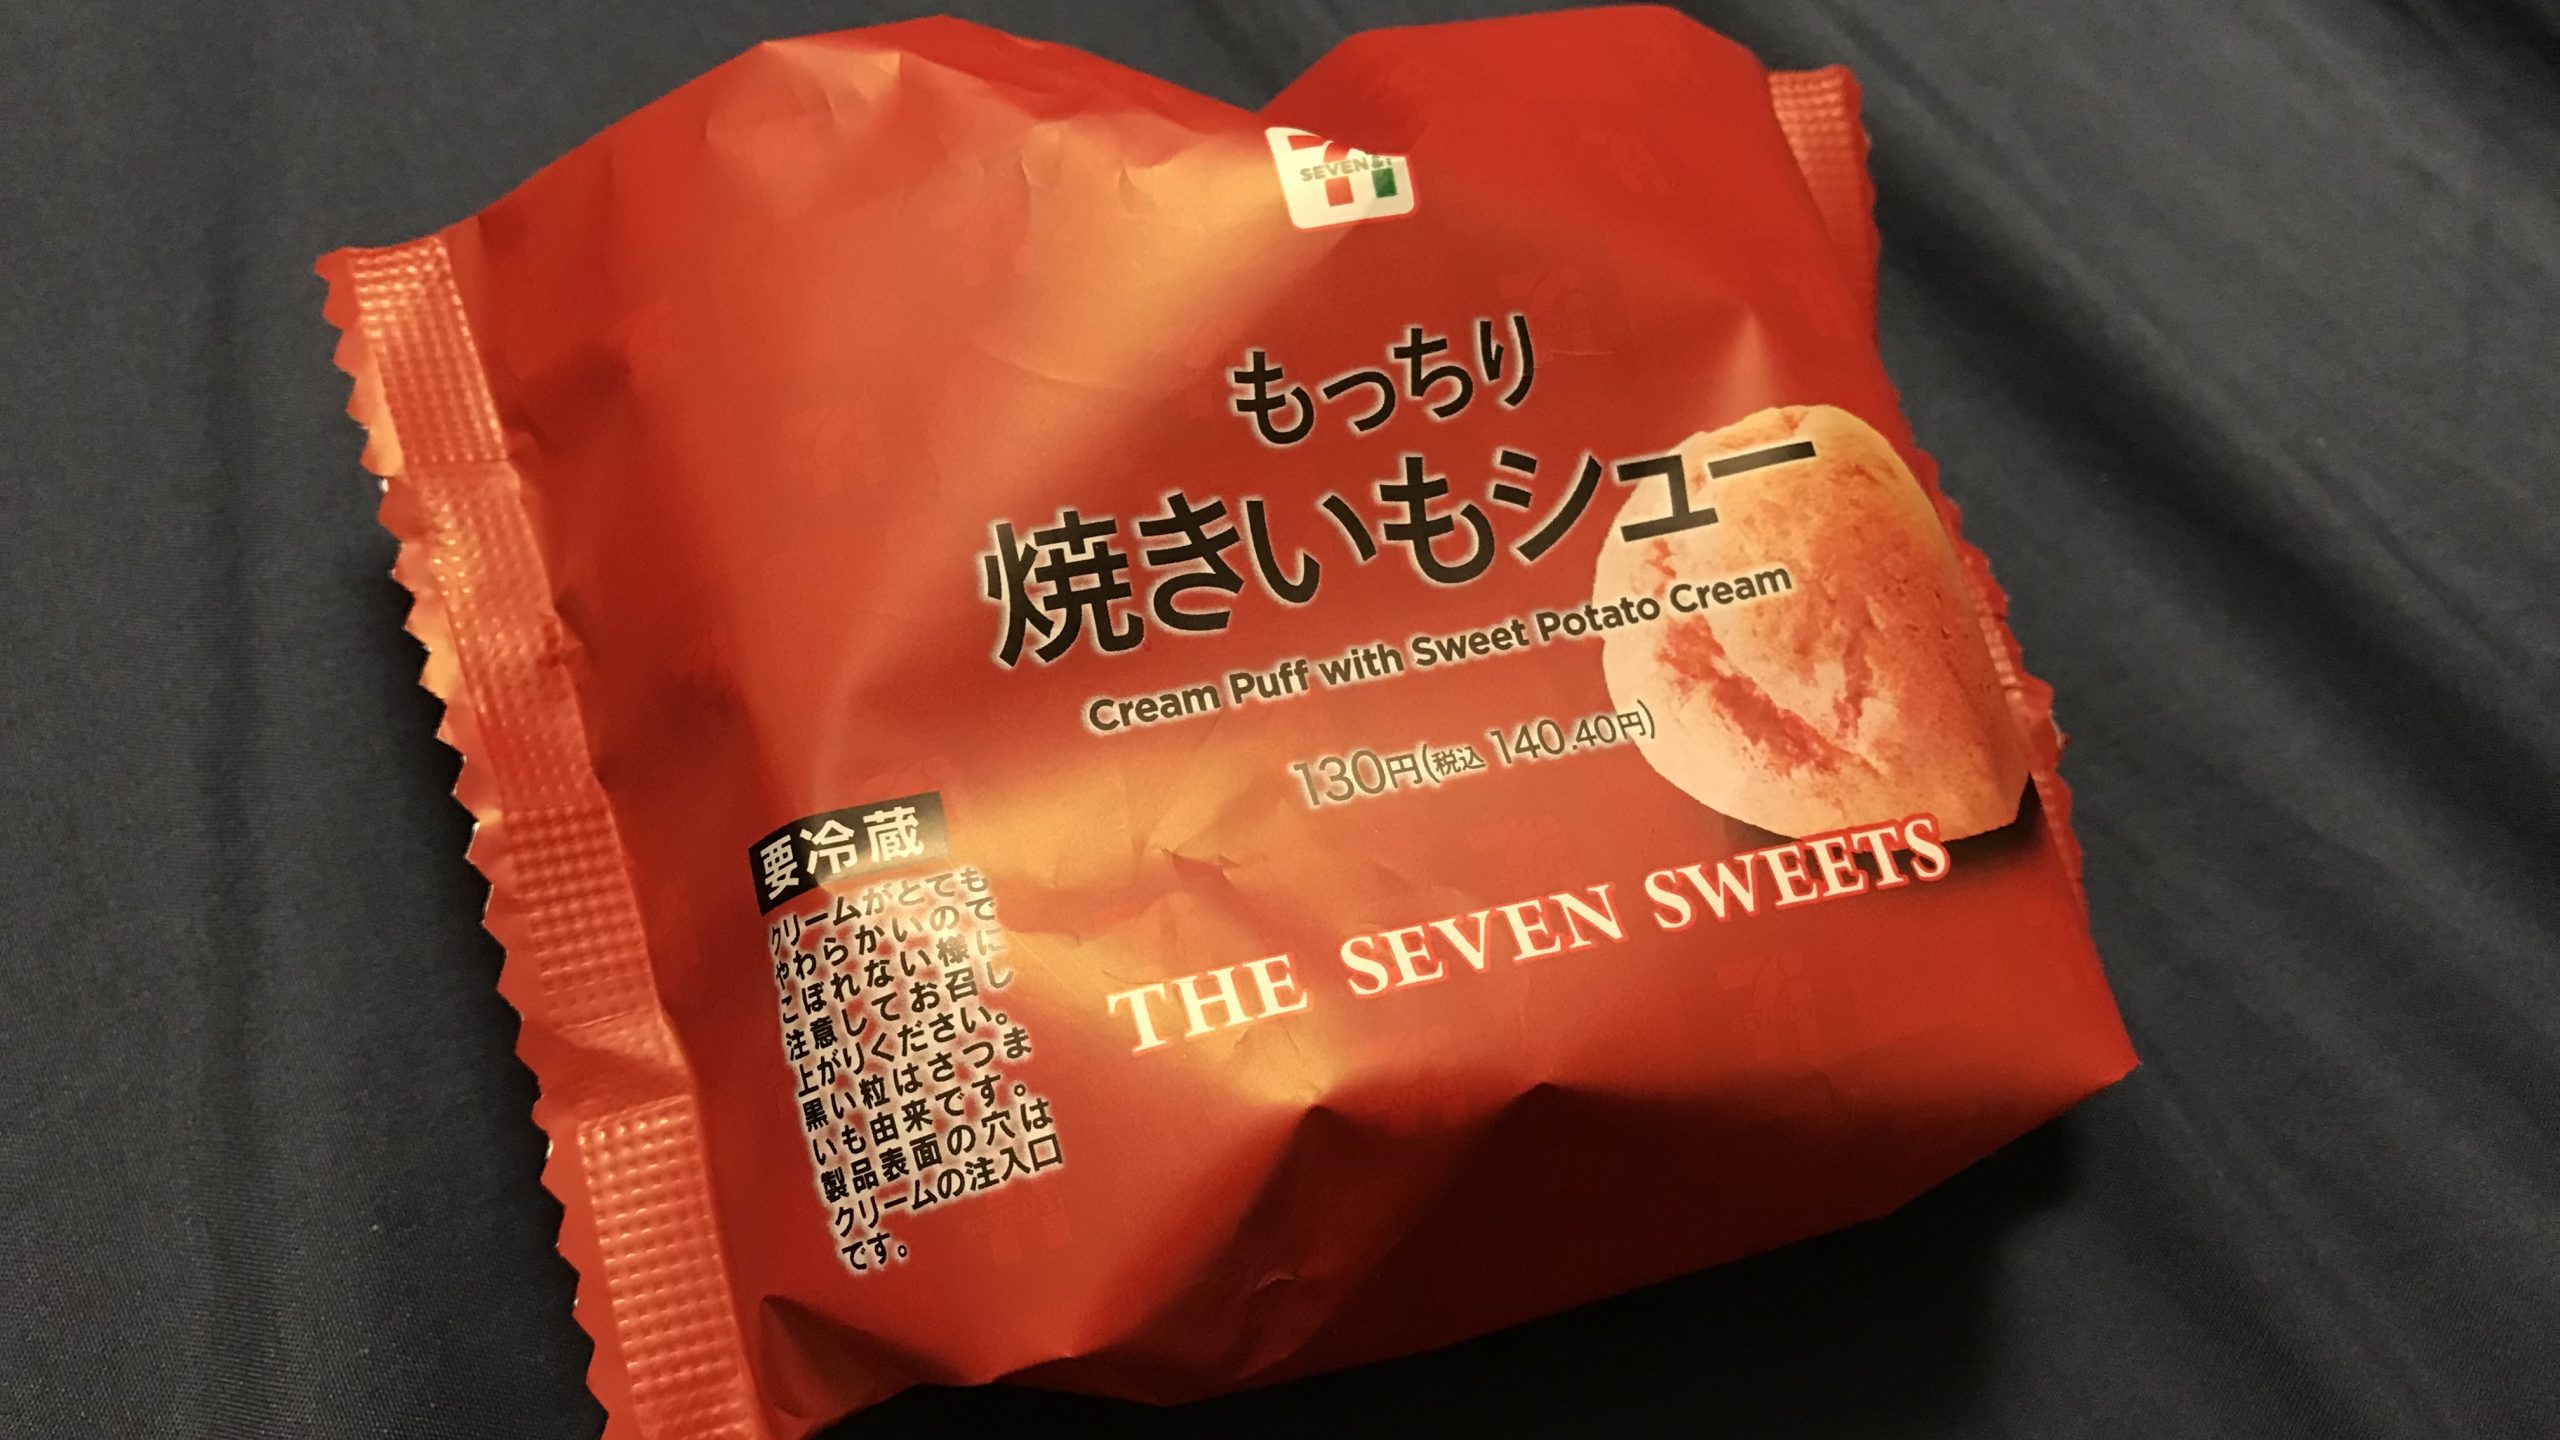 SEVEN&i
もっちり
焼きいもシュー
Cream Puff with Sweet Potato Cream
130円(税込 140.40円)
THE SEVEN SWEETS
要冷蔵
クリームがとても
やわらかいので
こぼれない様に
注意してお召し
上がりください。
黒い粒はさつま
いも由来です。
製品表面の穴は
クリームの注入口
です。